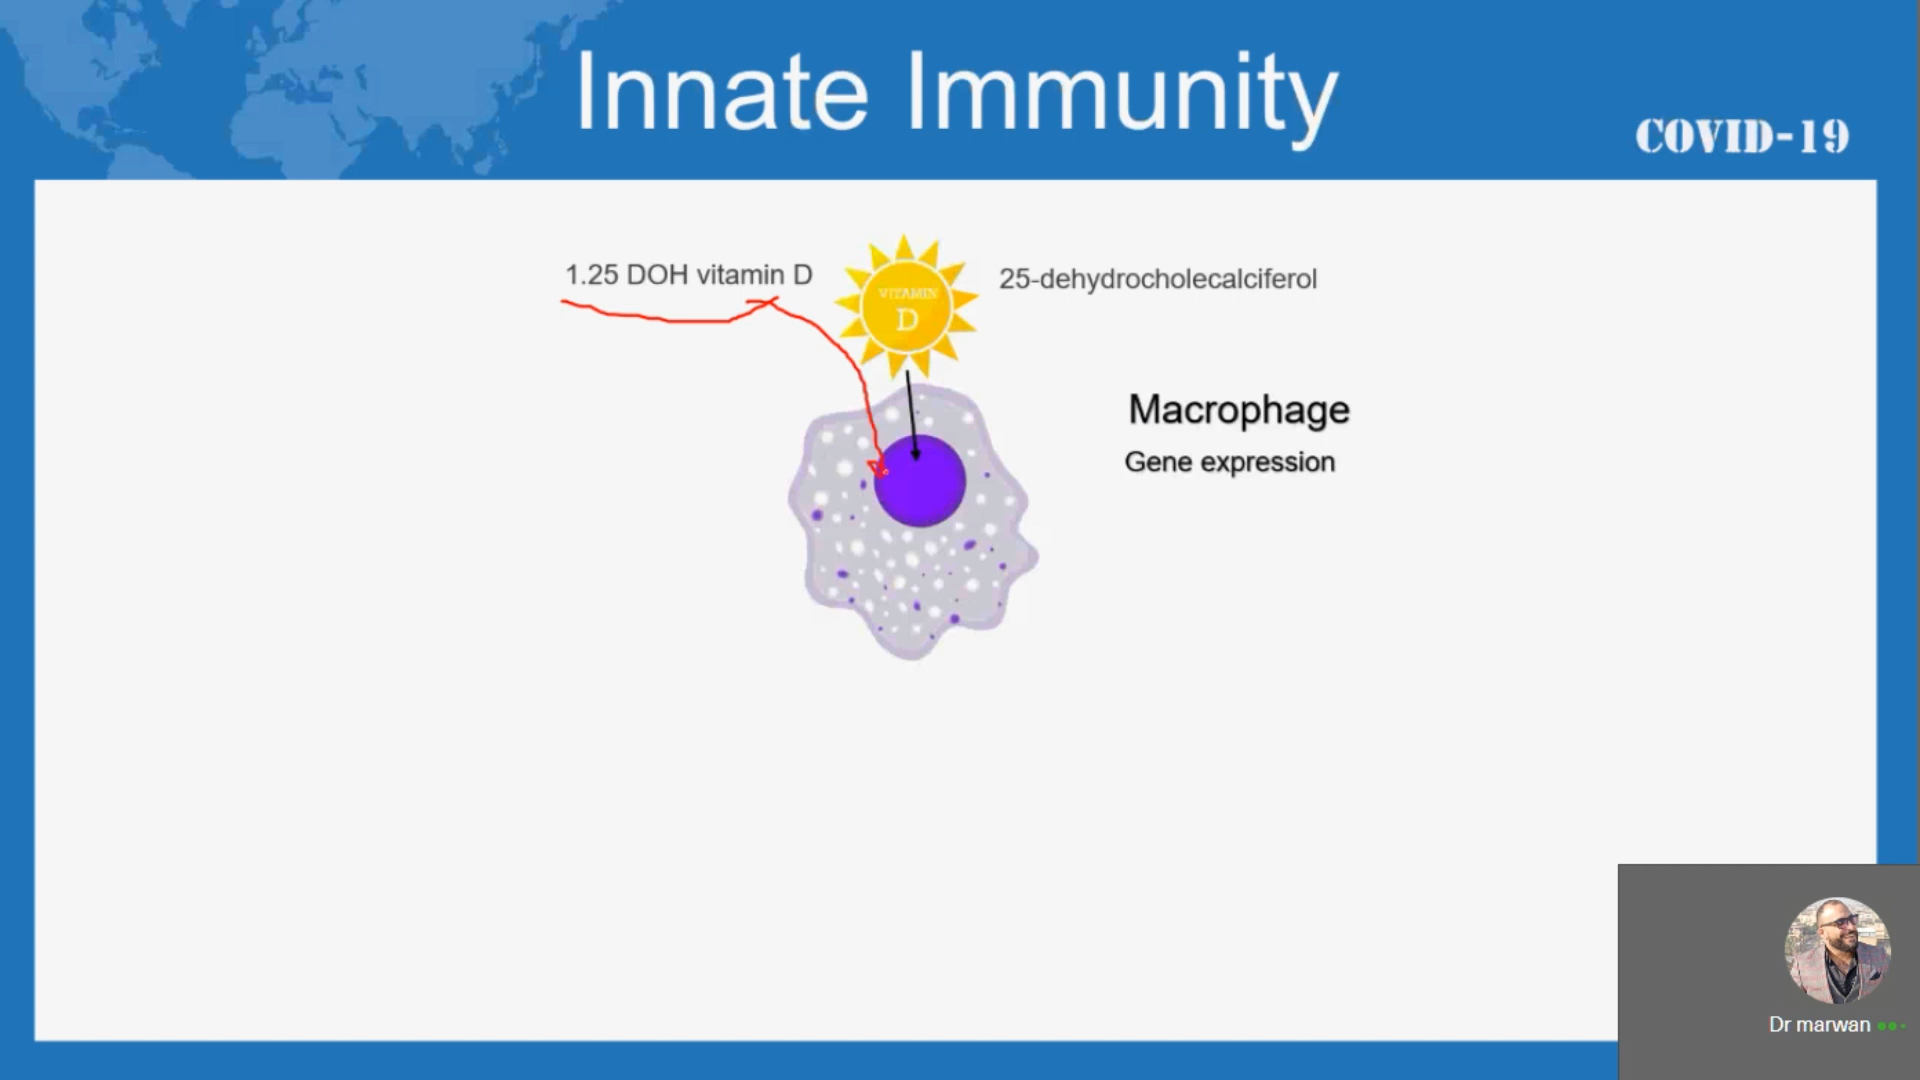 Innate Immunity
COVID-19
1.25 DOH vitamin D
VITAMIN
D
25-dehydrocholecalciferol
Macrophage
Gene expression
Dr marwan